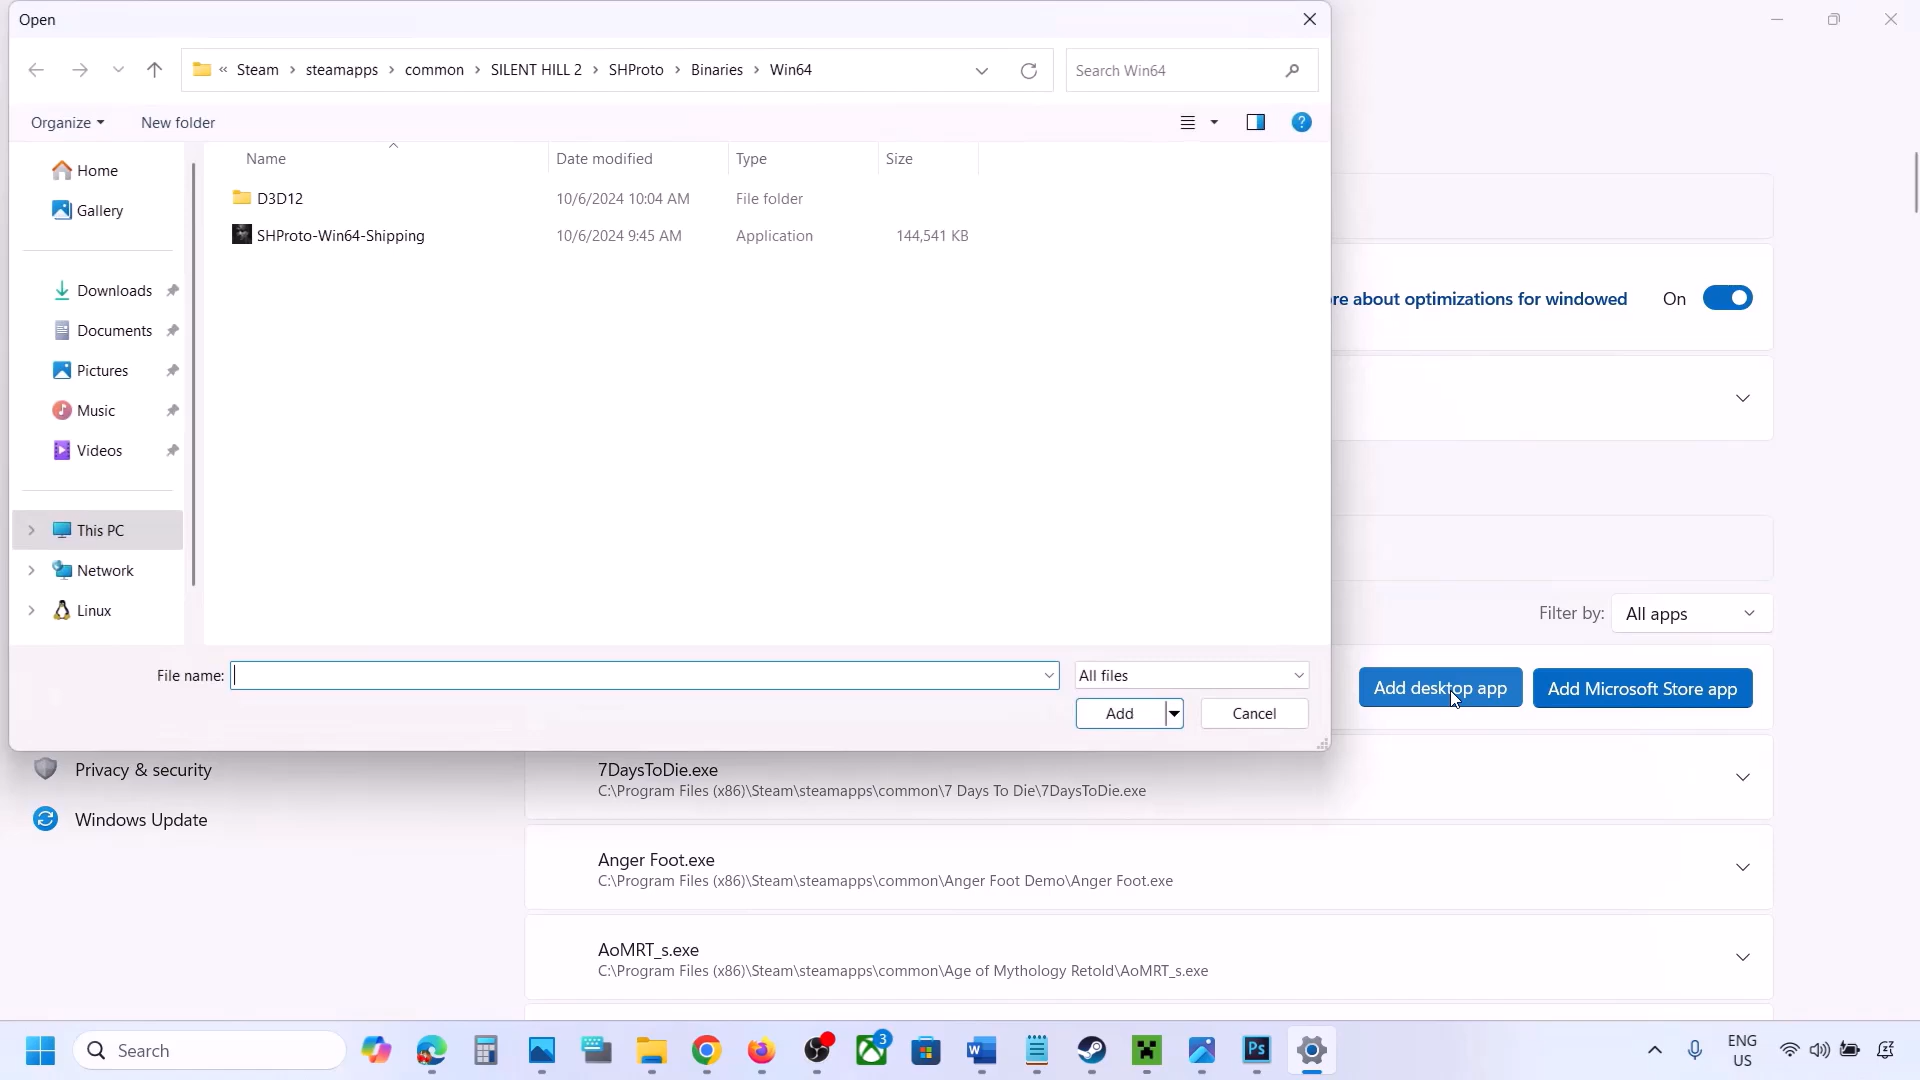 Open
« Steam > steamapps > common > SILENT HILL 2 > SHProto > Binaries > Win64
Search Win64
Organize
New folder
Name
Date modified
Type
Size
D3D12
10/6/2024 10:04 AM
File folder
SHProto-Win64-Shipping
10/6/2024 9:45 AM
Application
144,541 KB
Home
Gallery
Downloads
Documents
Pictures
Music
Videos
This PC
Network
Linux
File name:
All files
Add
Cancel
re about optimizations for windowed
On
Filter by:
All apps
Add desktop app
Add Microsoft Store app
Privacy & security
Windows Update
7DaysToDie.exe
C:\Program Files (x86)\Steam\steamapps\common\7 Days To Die\7DaysToDie.exe
Anger Foot.exe
C:\Program Files (x86)\Steam\steamapps\common\Anger Foot Demo\Anger Foot.exe
AoMRT_s.exe
C:\Program Files (x86)\Steam\steamapps\common\Age of Mythology Retold\AoMRT_s.exe
Search
3
Ps
ENG
US